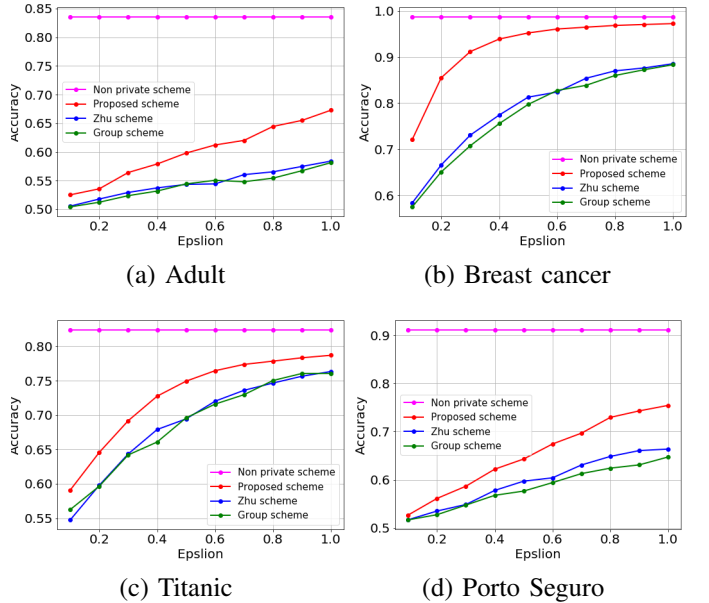 0.85
0.80
0.75
0.70
0.65
0.60
0.55
0.50
Accuracy
Non private scheme
Proposed scheme
Zhu scheme
Group scheme
0.2 0.4 0.6 0.8 1.0
Epslion
(a) Adult
1.0
0.9
0.8
0.7
0.6
Accuracy
Non private scheme
Proposed scheme
Zhu scheme
Group scheme
0.2 0.4 0.6 0.8 1.0
Epslion
(b) Breast cancer
0.80
0.75
0.70
0.65
0.60
0.55
Accuracy
Non private scheme
Proposed scheme
Zhu scheme
Group scheme
0.2 0.4 0.6 0.8 1.0
Epslion
(c) Titanic
0.9
0.8
0.7
0.6
0.5
Accuracy
Non private scheme
Proposed scheme
Zhu scheme
Group scheme
0.2 0.4 0.6 0.8 1.0
Epslion
(d) Porto Seguro